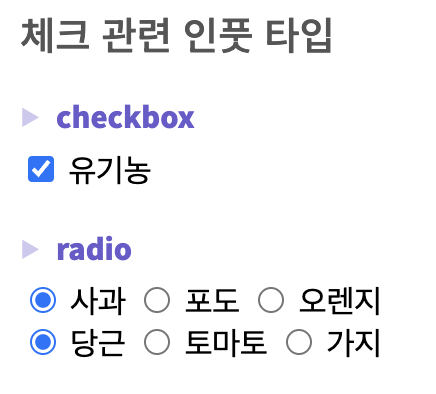 체크 관련 인풋 타입
checkbox
유기농
radio
사과 포도 오렌지
당근 토마토 가지